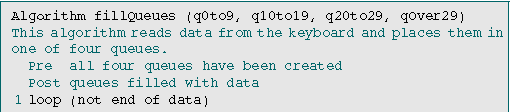 Algorithm fillQueues (q0to9, q10to19, q20to29, qOver29)
This algorithm reads data from the keyboard and places them in
one of four queues.
Pre all four queues have been created
Post queues filled with data
1 loop (not end of data)